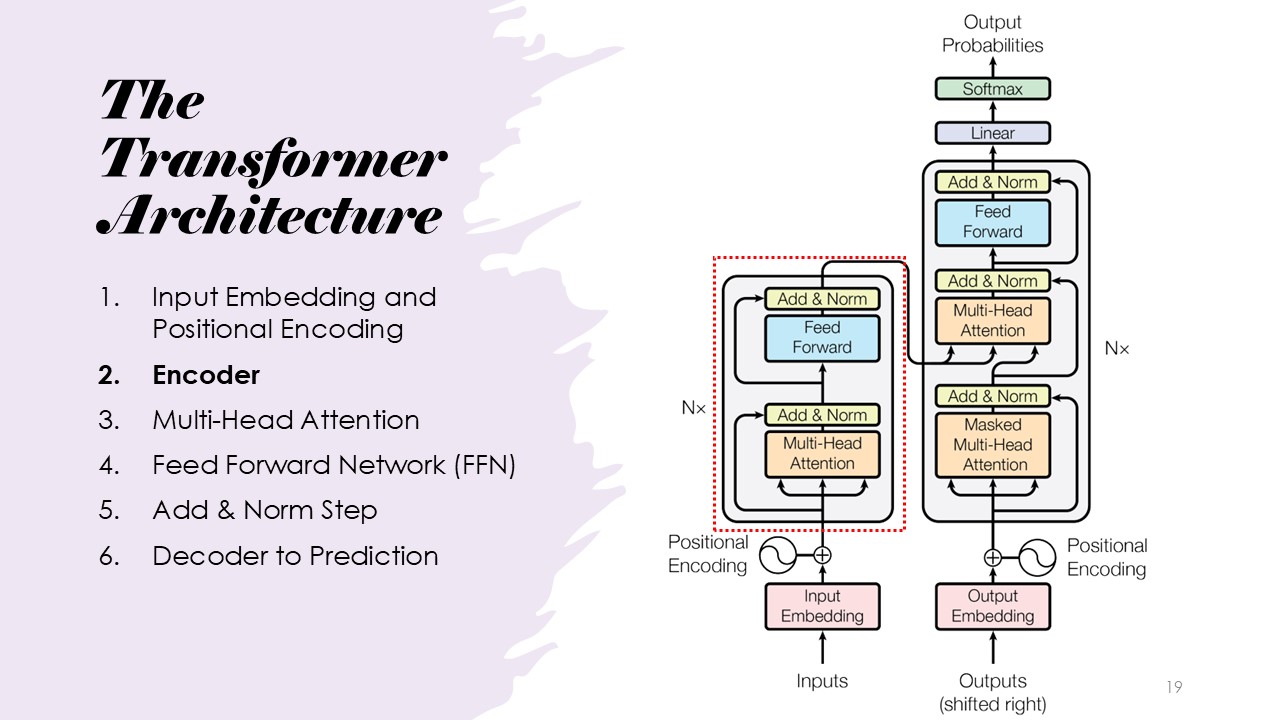 The
Transformer
Architecture
1. Input Embedding and
Positional Encoding
2. Encoder
3. Multi-Head Attention
4. Feed Forward Network (FFN)
5. Add & Norm Step
6. Decoder to Prediction
Output
Probabilities
Softmax
Linear
Add & Norm
Feed
Forward
Add & Norm
Multi-Head
Attention
N×
Add & Norm
Masked
Multi-Head
Attention
Positional
Encoding
Output
Embedding
Outputs
(shifted right)
Add & Norm
Feed
Forward
N×
Add & Norm
Multi-Head
Attention
Positional
Encoding
Input
Embedding
Inputs
19